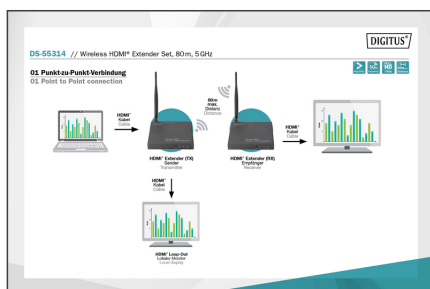 DIGITUS®
DS-55314 // Wireless HDMI® Extender Set, 80m, 5GHz
01 Punkt-zu-Punkt-Verbindung
01 Point to Point connection
80m
max.
Distanz
Distance
HDMI®
Kabel
Cable
HDMI®
Kabel
Cable
HDMI® Extender (TX)
Sender
Transmitter
HDMI® Extender (RX)
Empfänger
Receiver
HDMI®
Kabel
Cable
HDMI® Loop-Out
Lokaler Monitor
Local display